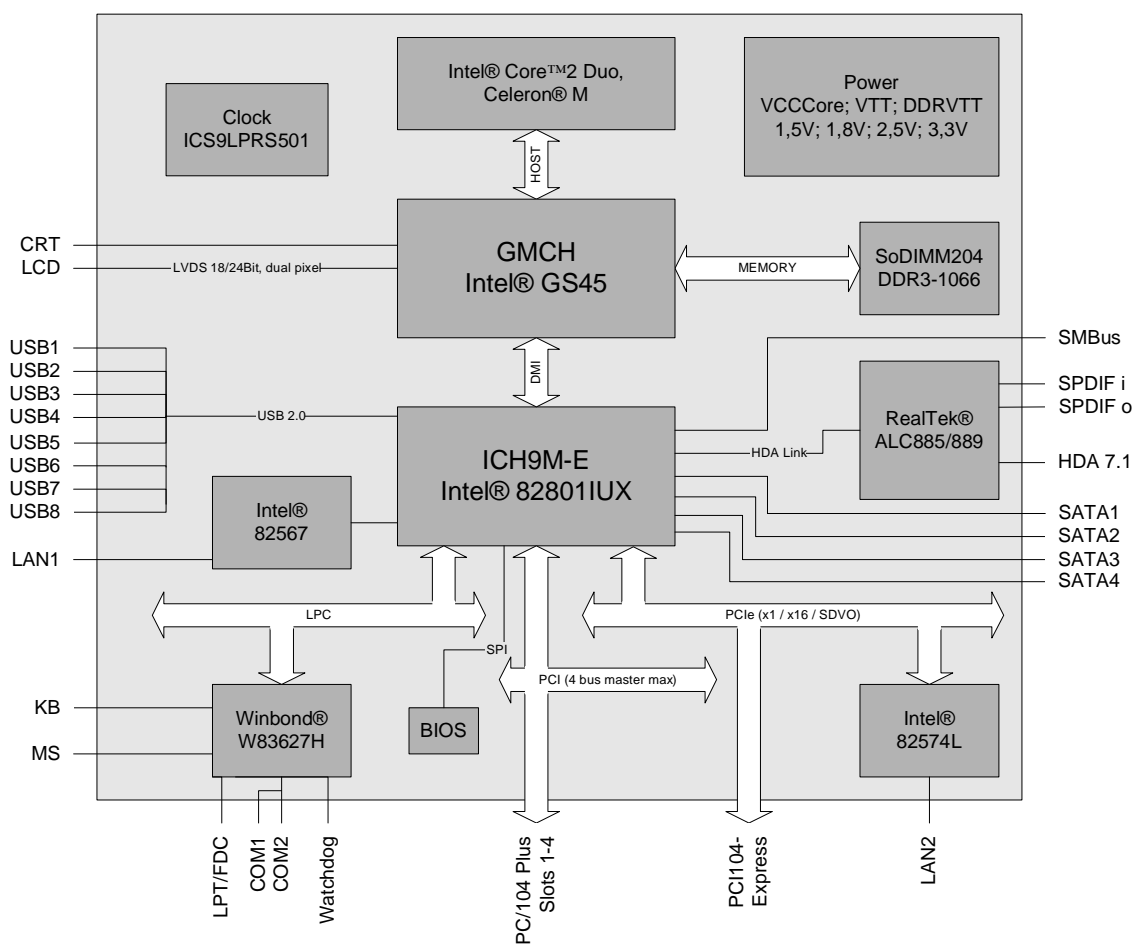 Intel® Core™2 Duo,
Celeron® M
Power
VCCCore; VTT; DDRVTT
1,5V; 1,8V; 2,5V; 3,3V
Clock
ICS9LPRS501
HOST
GMCH
Intel® GS45
CRT
LCD
LVDS 18/24Bit, dual pixel
MEMORY
SoDIMM204
DDR3-1066
DMI
SMBus
USB1
USB2
USB3
USB4
USB5
USB6
USB7
USB8
USB 2.0
ICH9M-E
Intel® 82801IUX
HDA Link
RealTek®
ALC885/889
SPDIF i
SPDIF o
HDA 7.1
Intel®
82567
LAN1
SATA1
SATA2
SATA3
SATA4
LPC
PCIe (x1 / x16 / SDVO)
SPI
PCI (4 bus master max)
KB
MS
Winbond®
W83627H
BIOS
Intel®
82574L
LPT/FDC
COM1
COM2
Watchdog
PC/104 Plus
Slots 1-4
PCI104-
Express
LAN2